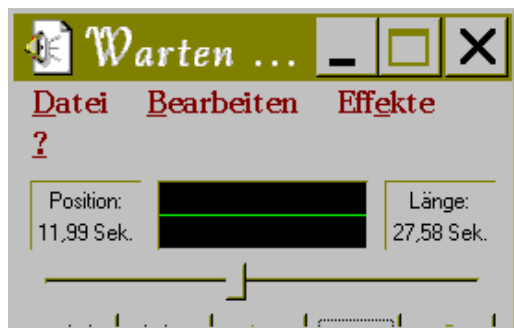 Warten ...
Datei Bearbeiten Effekte
?
Position: Länge:
11,99 Sek. 27,58 Sek.